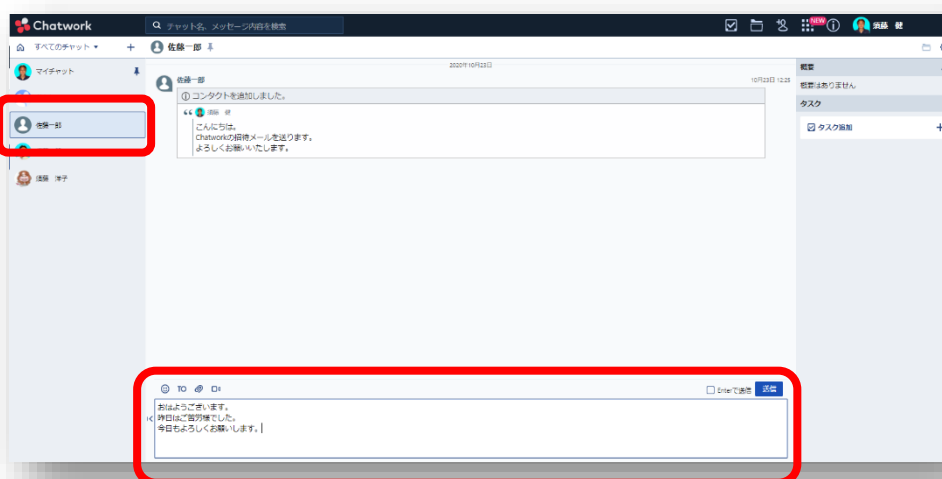 Chatwork
チャット名、メッセージ内容を検索
NEW
須藤 健
すべてのチャット
佐藤一郎
マイチャット
佐藤一郎
須藤 洋子
2020年10月23日
佐藤一郎
10月23日 12:25
コンタクトを追加しました。
須藤 健
こんにちは。
Chatworkの招待メールを送ります。
よろしくお願いいたします。
概要
概要はありません
タスク
タスク追加
TO
Enterで送信
送信
おはようございます。
昨日はご苦労様でした。
今日もよろしくお願いします。